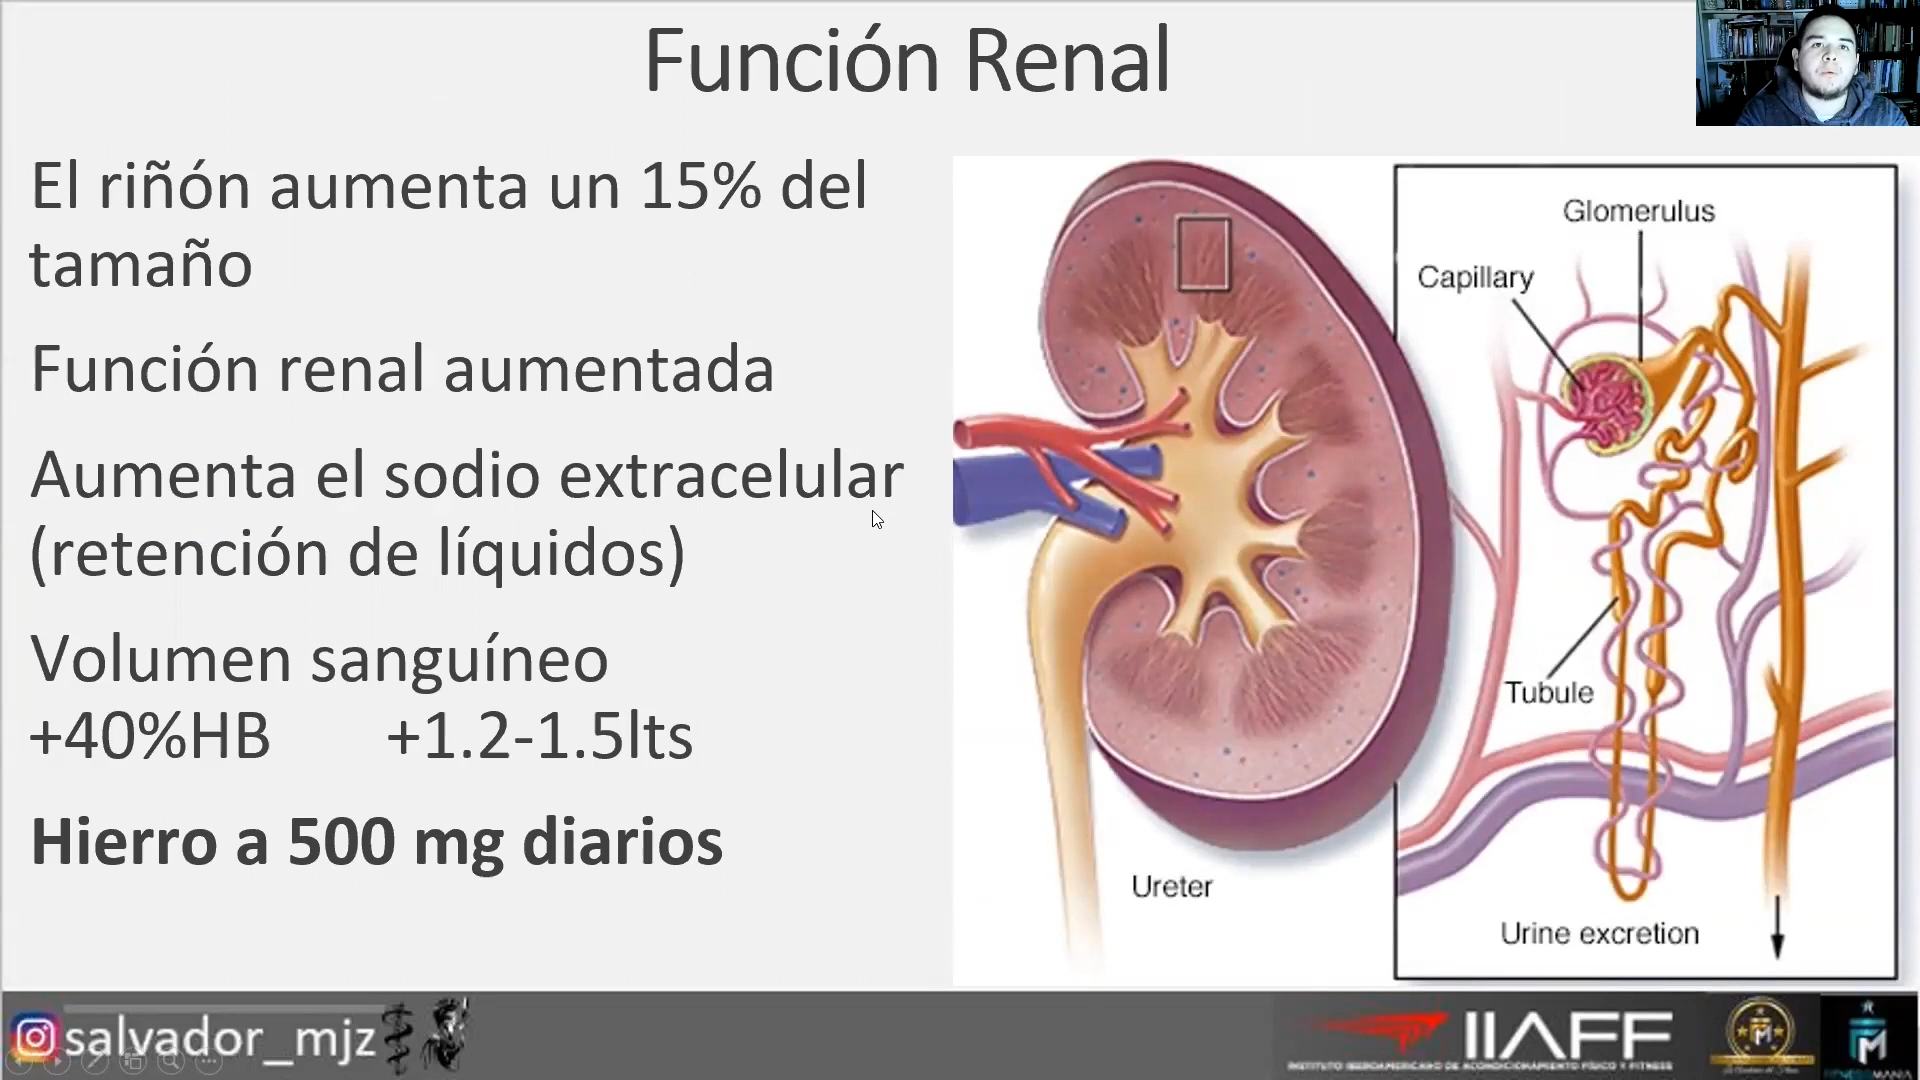 Función Renal
El riñón aumenta un 15% del
tamaño
Función renal aumentada
Aumenta el sodio extracelular
(retención de líquidos)
Volumen sanguíneo
+40%HB +1.2-1.5lts
Hierro a 500 mg diarios
Glomerulus
Capillary
Tubule
Ureter
Urine excretion
salvador_mjz
IIAFF
INSTITUTO IBEROAMERICANO DE ACONDICIONAMIENTO FÍSICO Y FITNESS